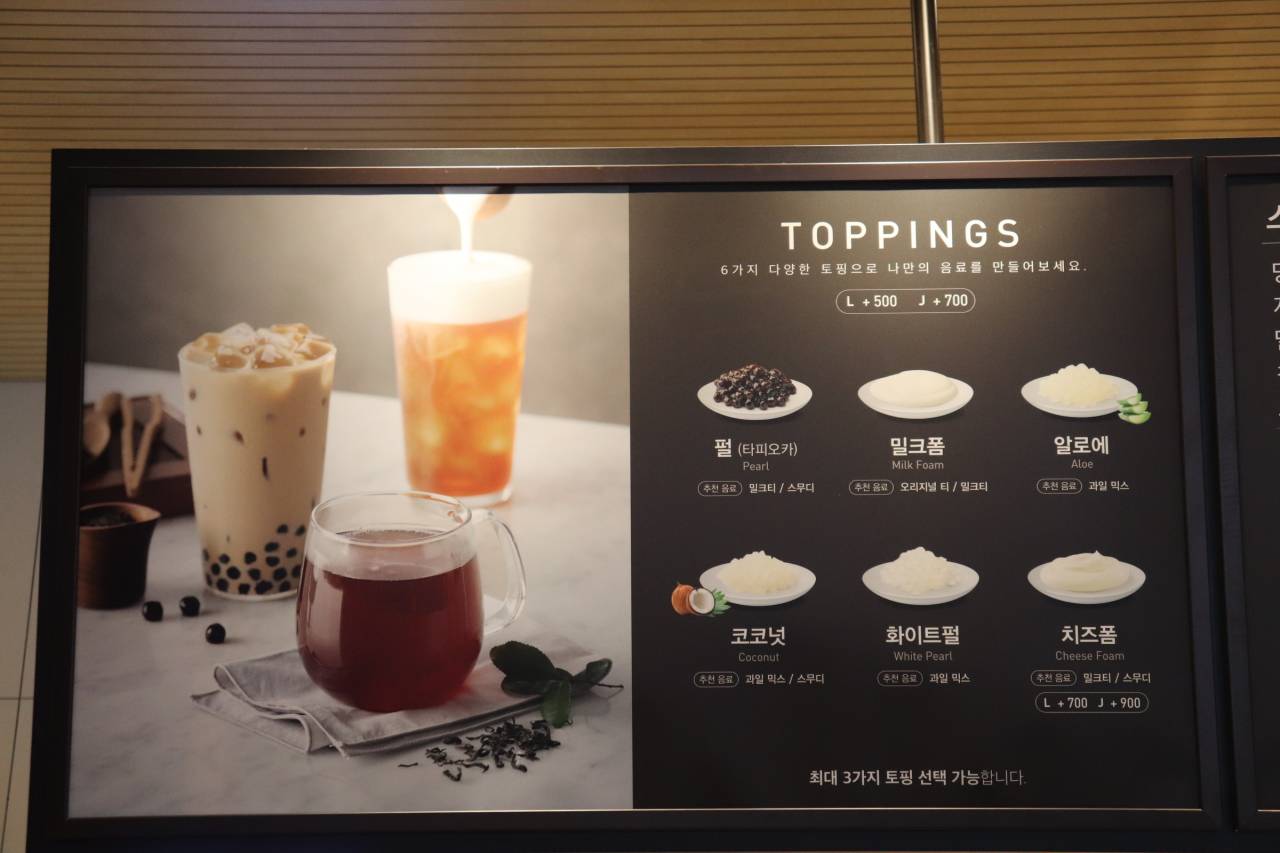 TOPPINGS
6가지 다양한 토핑으로 나만의 음료를 만들어보세요.
L +500 J +700
펄 (타피오카)
Pearl
추천 음료 밀크티 / 스무디
밀크폼
Milk Foam
추천 음료 오리지널 티 / 밀크티
알로에
Aloe
추천 음료 과일 믹스
코코넛
Coconut
추천 음료 과일 믹스 / 스무디
화이트펄
White Pearl
추천 음료 과일 믹스
치즈폼
Cheese Foam
추천 음료 밀크티 / 스무디
L +700 J +900
최대 3가지 토핑 선택 가능합니다.